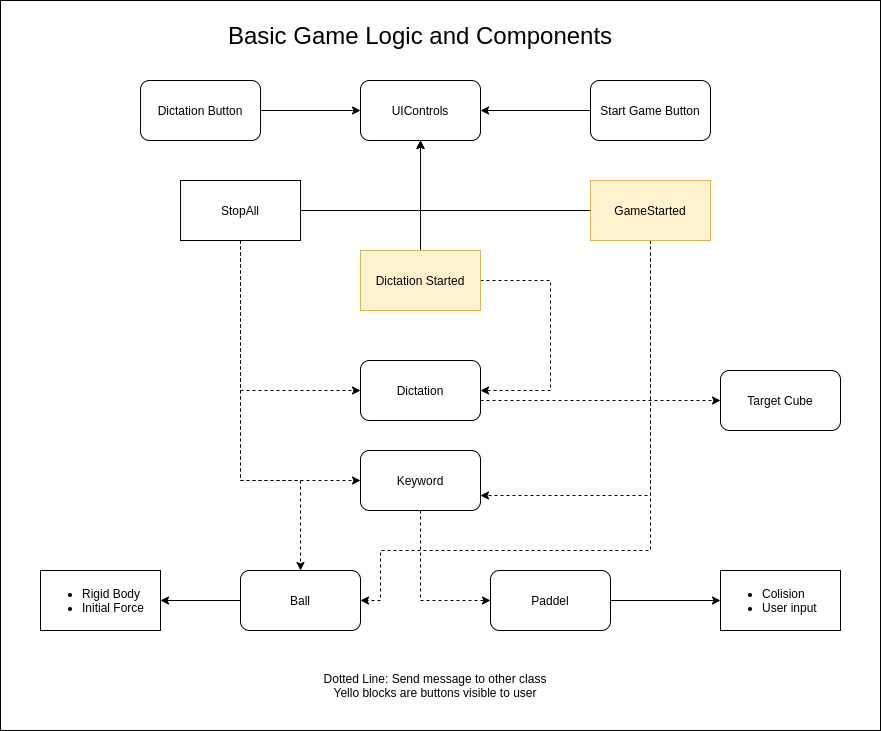 Basic Game Logic and Components
Dictation Button
UIControls
Start Game Button
StopAll
GameStarted
Dictation Started
Dictation
Target Cube
Keyword
Rigid Body
Initial Force
Ball
Paddel
Colision
User input
Dotted Line: Send message to other class
Yello blocks are buttons visible to user